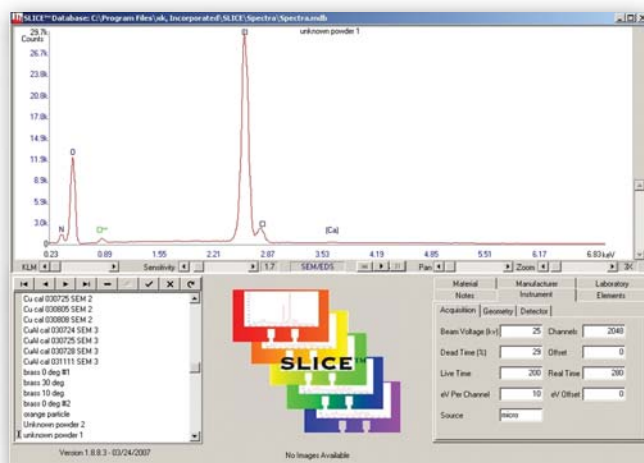 SLICE™Database: C:\Program Files\xk, Incorporated\SLICE\Spectra\Spectra.mdb
29.7k
Counts
26.8k
23.8k
20.8k
17.8k
14.9k
11.9k
8.9k
5.9k
3.0k
0
unknown powder 1
Cl
O
N
Cl
(Ca)
0.23 0.89 1.55 2.21 2.87 3.53 4.19 4.85 5.51 6.17 6.83 keV
KLM Sensitivity 1.7 SEM/EDS Pan Zoom 3X
Cu cal 030725 SEM 2
Cu cal 030805 SEM 2
Cu cal 030808 SEM 2
CuAl cal 030724 SEM 3
CuAl cal 030725 SEM 3
CuAl cal 030728 SEM 3
CuAl cal 031111 SEM 3
brass 0 deg #1
brass 30 deg
brass 10 deg
brass 0 deg #2
orange particle
Unknown powder 2
unknown powder 1
Version 1.8.8.3 - 03/24/2007
SLICE™
No Images Available
Material Manufacturer Laboratory
Notes Instrument Elements
Acquisition Geometry Detector
Beam Voltage (kv) 25 Channels 2048
Dead Time (%) 29 Offset 0
Live Time 200 Real Time 280
eV Per Channel 10 eV Offset 0
Source micro